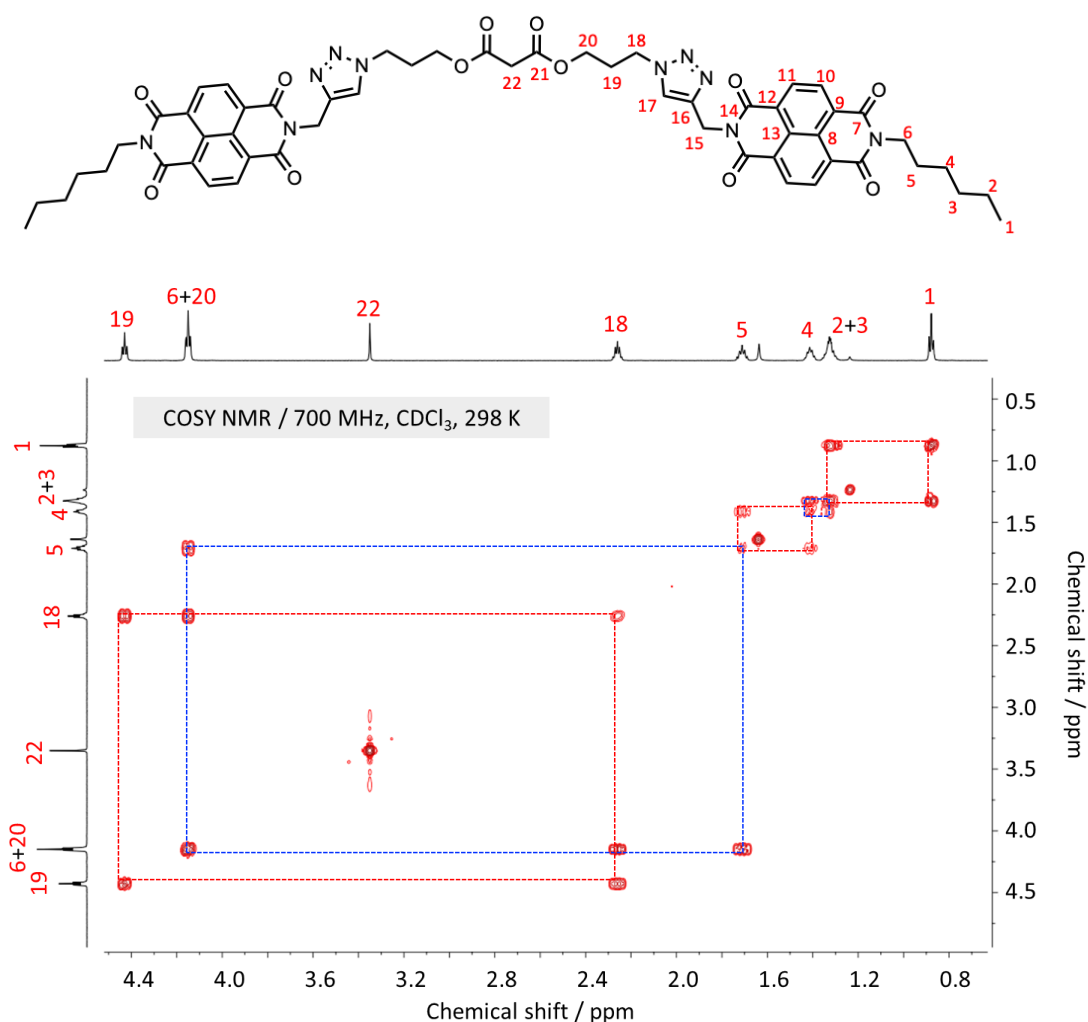 O O
20 18
N N
N N
N N
O O
21
22
19
17
16
15
O O O O
11 10
12 9
14 13 8 7
N N N N
6
5
4
3
2
1
O O O O
19 6+20 22 18 5 4 2+3 1
COSY NMR / 700 MHz, CDCl₃, 298 K
1
2+3
4
5
18
22
6+20
19
0.5
1.0
1.5
2.0
2.5
3.0
3.5
4.0
4.5
Chemical shift / ppm
4.4 4.0 3.6 3.2 2.8 2.4 2.0 1.6 1.2 0.8
Chemical shift / ppm